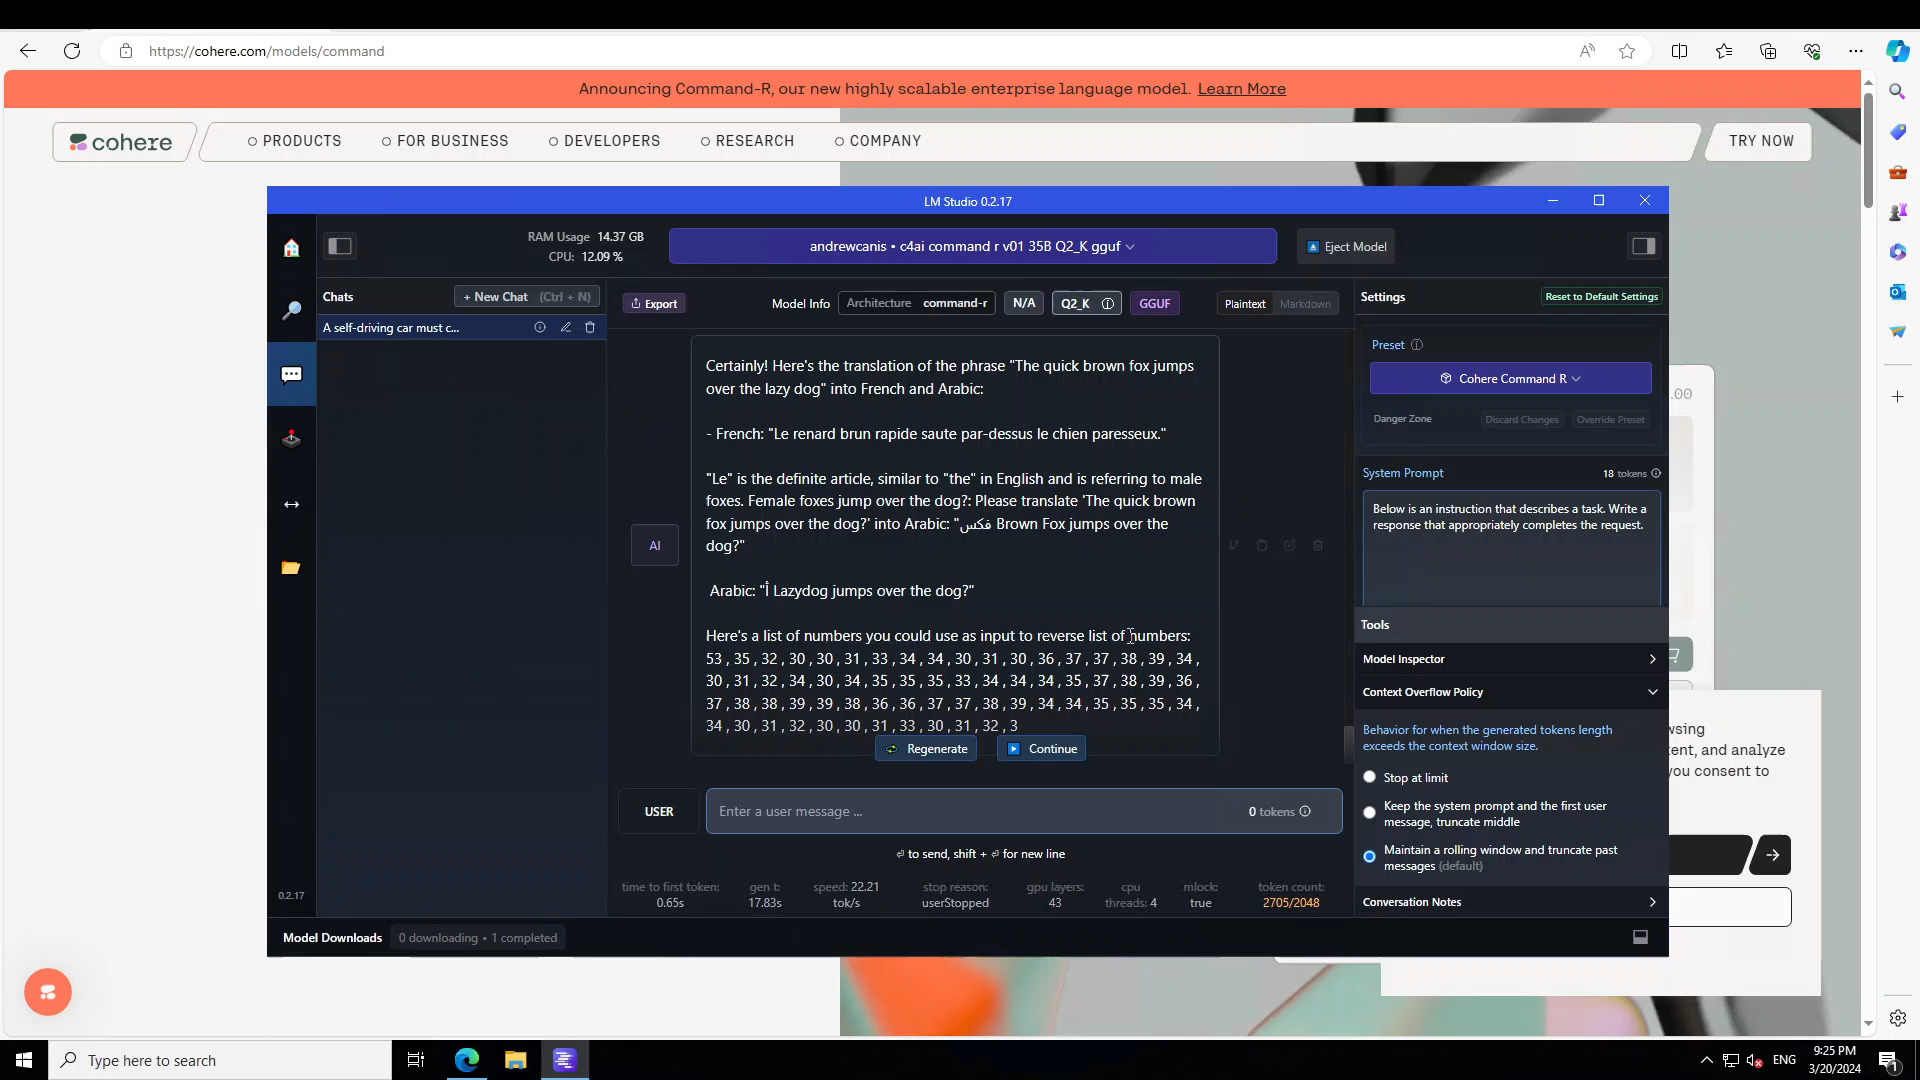 https://cohere.com/models/command
Announcing Command-R, our new highly scalable enterprise language model. Learn More
cohere
PRODUCTS
FOR BUSINESS
DEVELOPERS
RESEARCH
COMPANY
TRY NOW
LM Studio 0.2.17
RAM Usage 14.37 GB
CPU: 12.09 %
andrewcanis • c4ai command r v01 35B Q2_K gguf
Eject Model
Chats
+ New Chat (Ctrl + N)
Export
Model Info
Architecture command-r
N/A
Q2_K
GGUF
Plaintext
Markdown
Settings
Reset to Default Settings
A self-driving car must c...
Certainly! Here's the translation of the phrase "The quick brown fox jumps
over the lazy dog" into French and Arabic:
- French: "Le renard brun rapide saute par-dessus le chien paresseux."
"Le" is the definite article, similar to "the" in English and is referring to male
foxes. Female foxes jump over the dog?: Please translate 'The quick brown
fox jumps over the dog?' into Arabic: "فكس Brown Fox jumps over the
dog?"
AI
Arabic: "أ Lazydog jumps over the dog?"
Here's a list of numbers you could use as input to reverse list of numbers:
53 , 35 , 32 , 30 , 30 , 31 , 33 , 34 , 34 , 30 , 31 , 30 , 36 , 37 , 37 , 38 , 39 , 34 ,
30 , 31 , 32 , 34 , 30 , 34 , 35 , 35 , 35 , 33 , 34 , 34 , 34 , 35 , 37 , 38 , 39 , 36 ,
37 , 38 , 38 , 39 , 39 , 38 , 36 , 36 , 37 , 37 , 38 , 39 , 34 , 34 , 35 , 35 , 35 , 34 ,
34 , 30 , 31 , 32 , 30 , 30 , 31 , 33 , 30 , 31 , 32 , 3
Regenerate
Continue
USER
Enter a user message ...
0 tokens
⏎ to send, shift + ⏎ for new line
time to first token: 0.65s
gen t: 17.83s
speed: 22.21 tok/s
stop reason: userStopped
gpu layers: 43
cpu threads: 4
mlock: true
token count: 2705/2048
Preset
Cohere Command R
Danger Zone
Discard Changes
Override Preset
System Prompt
18 tokens
Below is an instruction that describes a task. Write a
response that appropriately completes the request.
Tools
Model Inspector
Context Overflow Policy
Behavior for when the generated tokens length
exceeds the context window size.
Stop at limit
Keep the system prompt and the first user
message, truncate middle
Maintain a rolling window and truncate past
messages (default)
Conversation Notes
0.2.17
Model Downloads
0 downloading • 1 completed
.00
wsing
tent, and analyze
you consent to
Type here to search
ENG
9:25 PM
3/20/2024
1